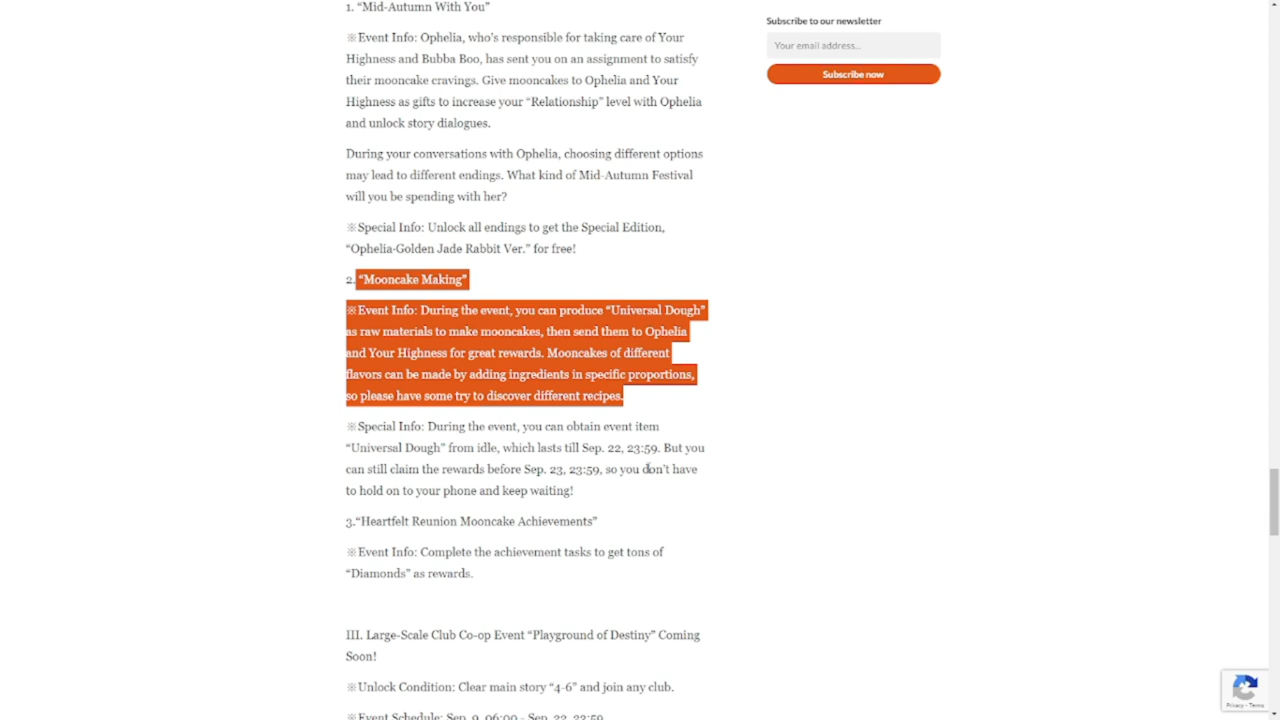 1. “Mid-Autumn With You”
※Event Info: Ophelia, who’s responsible for taking care of Your
Highness and Bubba Boo, has sent you on an assignment to satisfy
their mooncake cravings. Give mooncakes to Ophelia and Your
Highness as gifts to increase your “Relationship” level with Ophelia
and unlock story dialogues.
During your conversations with Ophelia, choosing different options
may lead to different endings. What kind of Mid-Autumn Festival
will you be spending with her?
※Special Info: Unlock all endings to get the Special Edition,
“Ophelia-Golden Jade Rabbit Ver.” for free!
2. “Mooncake Making”
※Event Info: During the event, you can produce “Universal Dough”
as raw materials to make mooncakes, then send them to Ophelia
and Your Highness for great rewards. Mooncakes of different
flavors can be made by adding ingredients in specific proportions,
so please have some try to discover different recipes.
※Special Info: During the event, you can obtain event item
“Universal Dough” from idle, which lasts till Sep. 22, 23:59. But you
can still claim the rewards before Sep. 23, 23:59, so you don’t have
to hold on to your phone and keep waiting!
3.“Heartfelt Reunion Mooncake Achievements”
※Event Info: Complete the achievement tasks to get tons of
“Diamonds” as rewards.
III. Large-Scale Club Co-op Event “Playground of Destiny” Coming
Soon!
※Unlock Condition: Clear main story “4-6” and join any club.
※Event Schedule: Sep. 9, 06:00 - Sep. 22, 23:59
Subscribe to our newsletter
Your email address...
Subscribe now
Privacy - Terms